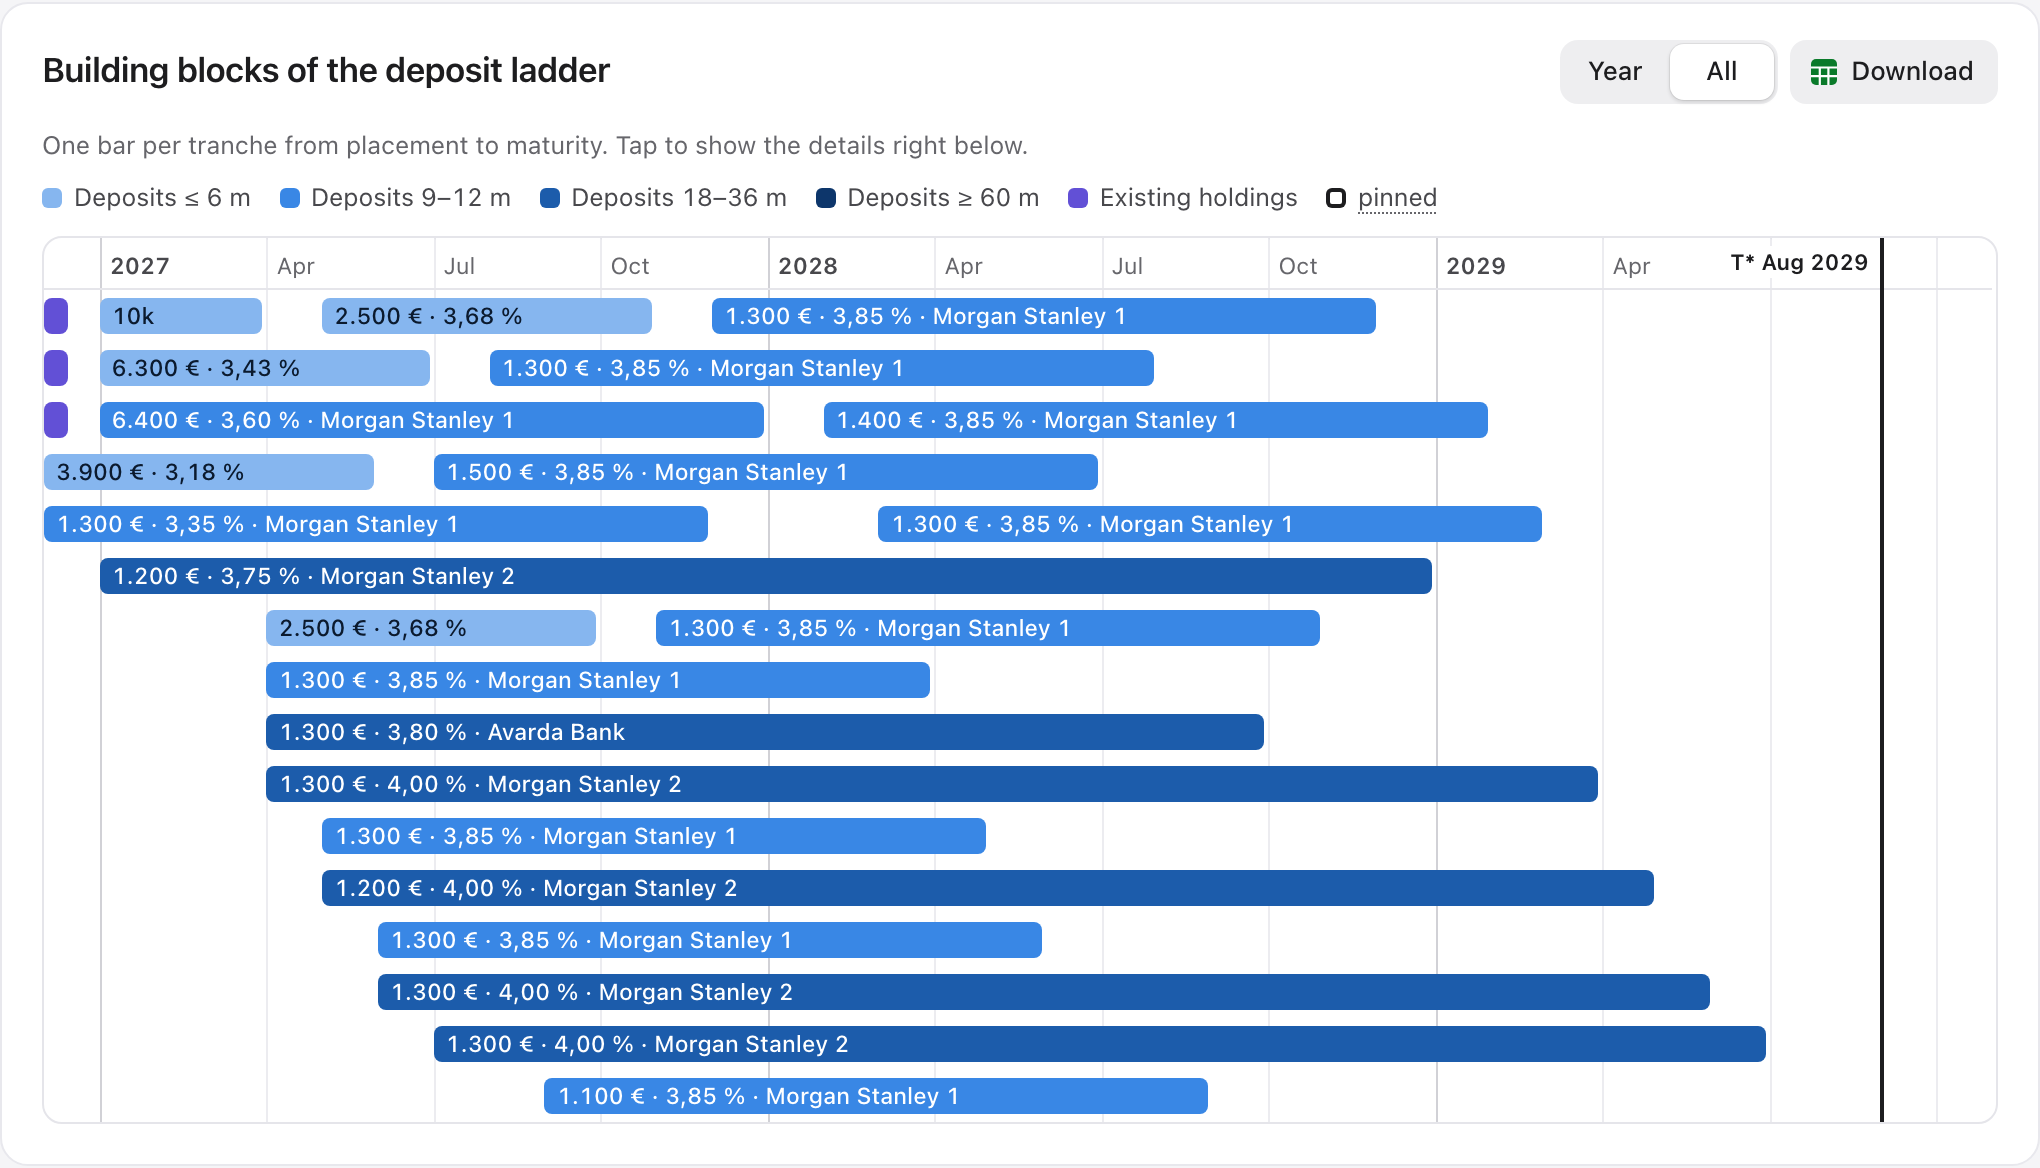 Building blocks of the deposit ladder
Year All Download
One bar per tranche from placement to maturity. Tap to show the details right below.
Deposits ≤ 6 m Deposits 9–12 m Deposits 18–36 m Deposits ≥ 60 m Existing holdings pinned
2027 Apr Jul Oct 2028 Apr Jul Oct 2029 Apr T* Aug 2029
10k 2.500 € · 3,68 % 1.300 € · 3,85 % · Morgan Stanley 1
6.300 € · 3,43 % 1.300 € · 3,85 % · Morgan Stanley 1
6.400 € · 3,60 % · Morgan Stanley 1 1.400 € · 3,85 % · Morgan Stanley 1
3.900 € · 3,18 % 1.500 € · 3,85 % · Morgan Stanley 1
1.300 € · 3,35 % · Morgan Stanley 1 1.300 € · 3,85 % · Morgan Stanley 1
1.200 € · 3,75 % · Morgan Stanley 2
2.500 € · 3,68 % 1.300 € · 3,85 % · Morgan Stanley 1
1.300 € · 3,85 % · Morgan Stanley 1
1.300 € · 3,80 % · Avarda Bank
1.300 € · 4,00 % · Morgan Stanley 2
1.300 € · 3,85 % · Morgan Stanley 1
1.200 € · 4,00 % · Morgan Stanley 2
1.300 € · 3,85 % · Morgan Stanley 1
1.300 € · 4,00 % · Morgan Stanley 2
1.300 € · 4,00 % · Morgan Stanley 2
1.100 € · 3,85 % · Morgan Stanley 1